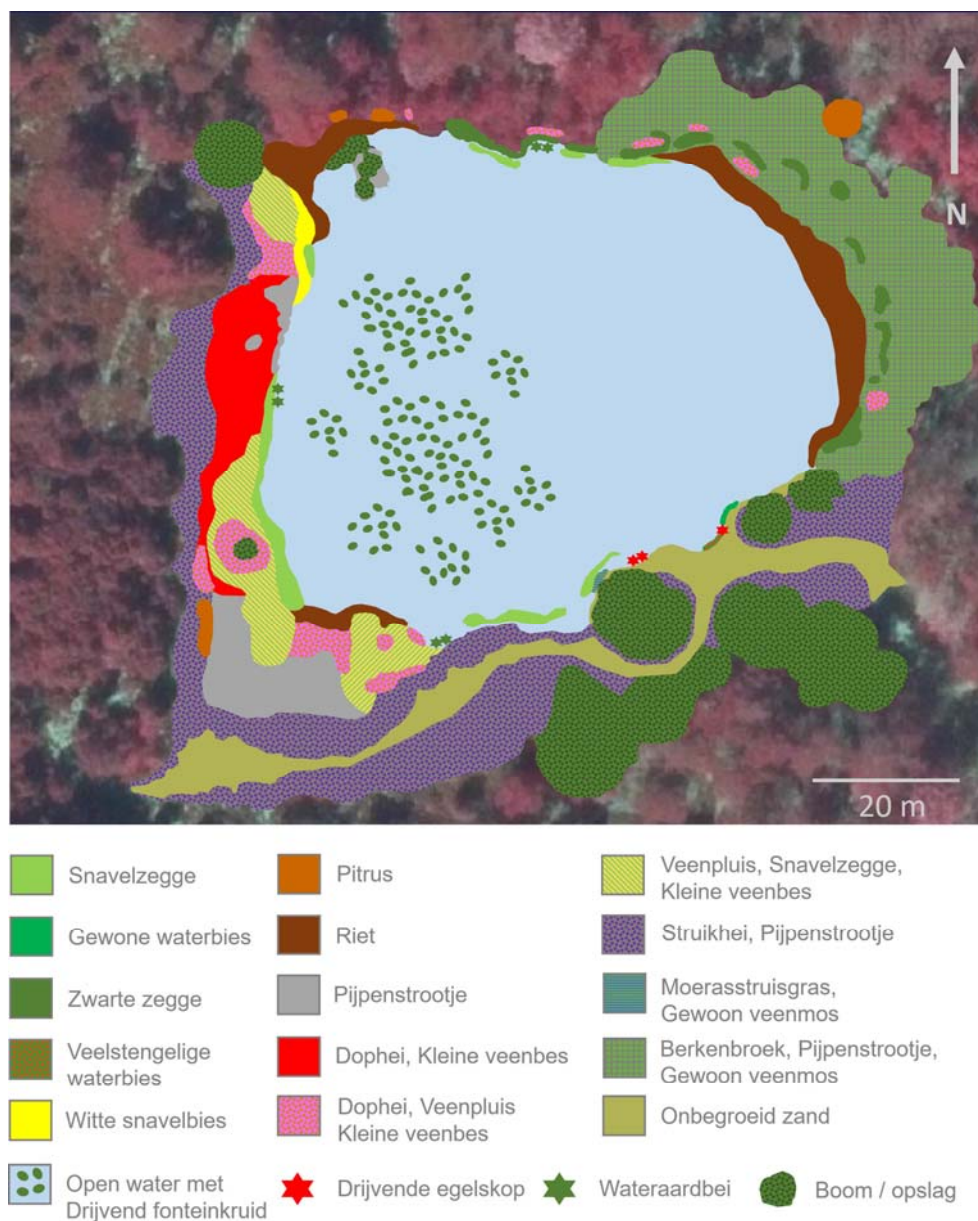 N
20 m
Snavelzegge
Gewone waterbies
Zwarte zegge
Veelstengelige
waterbies
Witte snavelbies
Open water met
Drijvend fonteinkruid
Pitrus
Riet
Pijpenstrootje
Dophei, Kleine veenbes
Dophei, Veenpluis
Kleine veenbes
Drijvende egelskop
Veenpluis, Snavelzegge,
Kleine veenbes
Struikhei, Pijpenstrootje
Moerasstruisgras,
Gewoon veenmos
Berkenbroek, Pijpenstrootje,
Gewoon veenmos
Onbegroeid zand
Wateraardbei
Boom / opslag